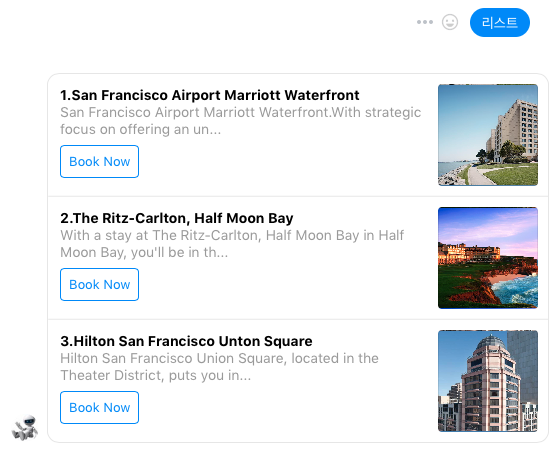 리스트
1.San Francisco Airport Marriott Waterfront
San Francisco Airport Marriott Waterfront.With strategic
focus on offering an un...
Book Now
2.The Ritz-Carlton, Half Moon Bay
With a stay at The Ritz-Carlton, Half Moon Bay in Half
Moon Bay, you'll be in th...
Book Now
3.Hilton San Francisco Unton Square
Hilton San Francisco Union Square, located in the
Theater District, puts you in...
Book Now